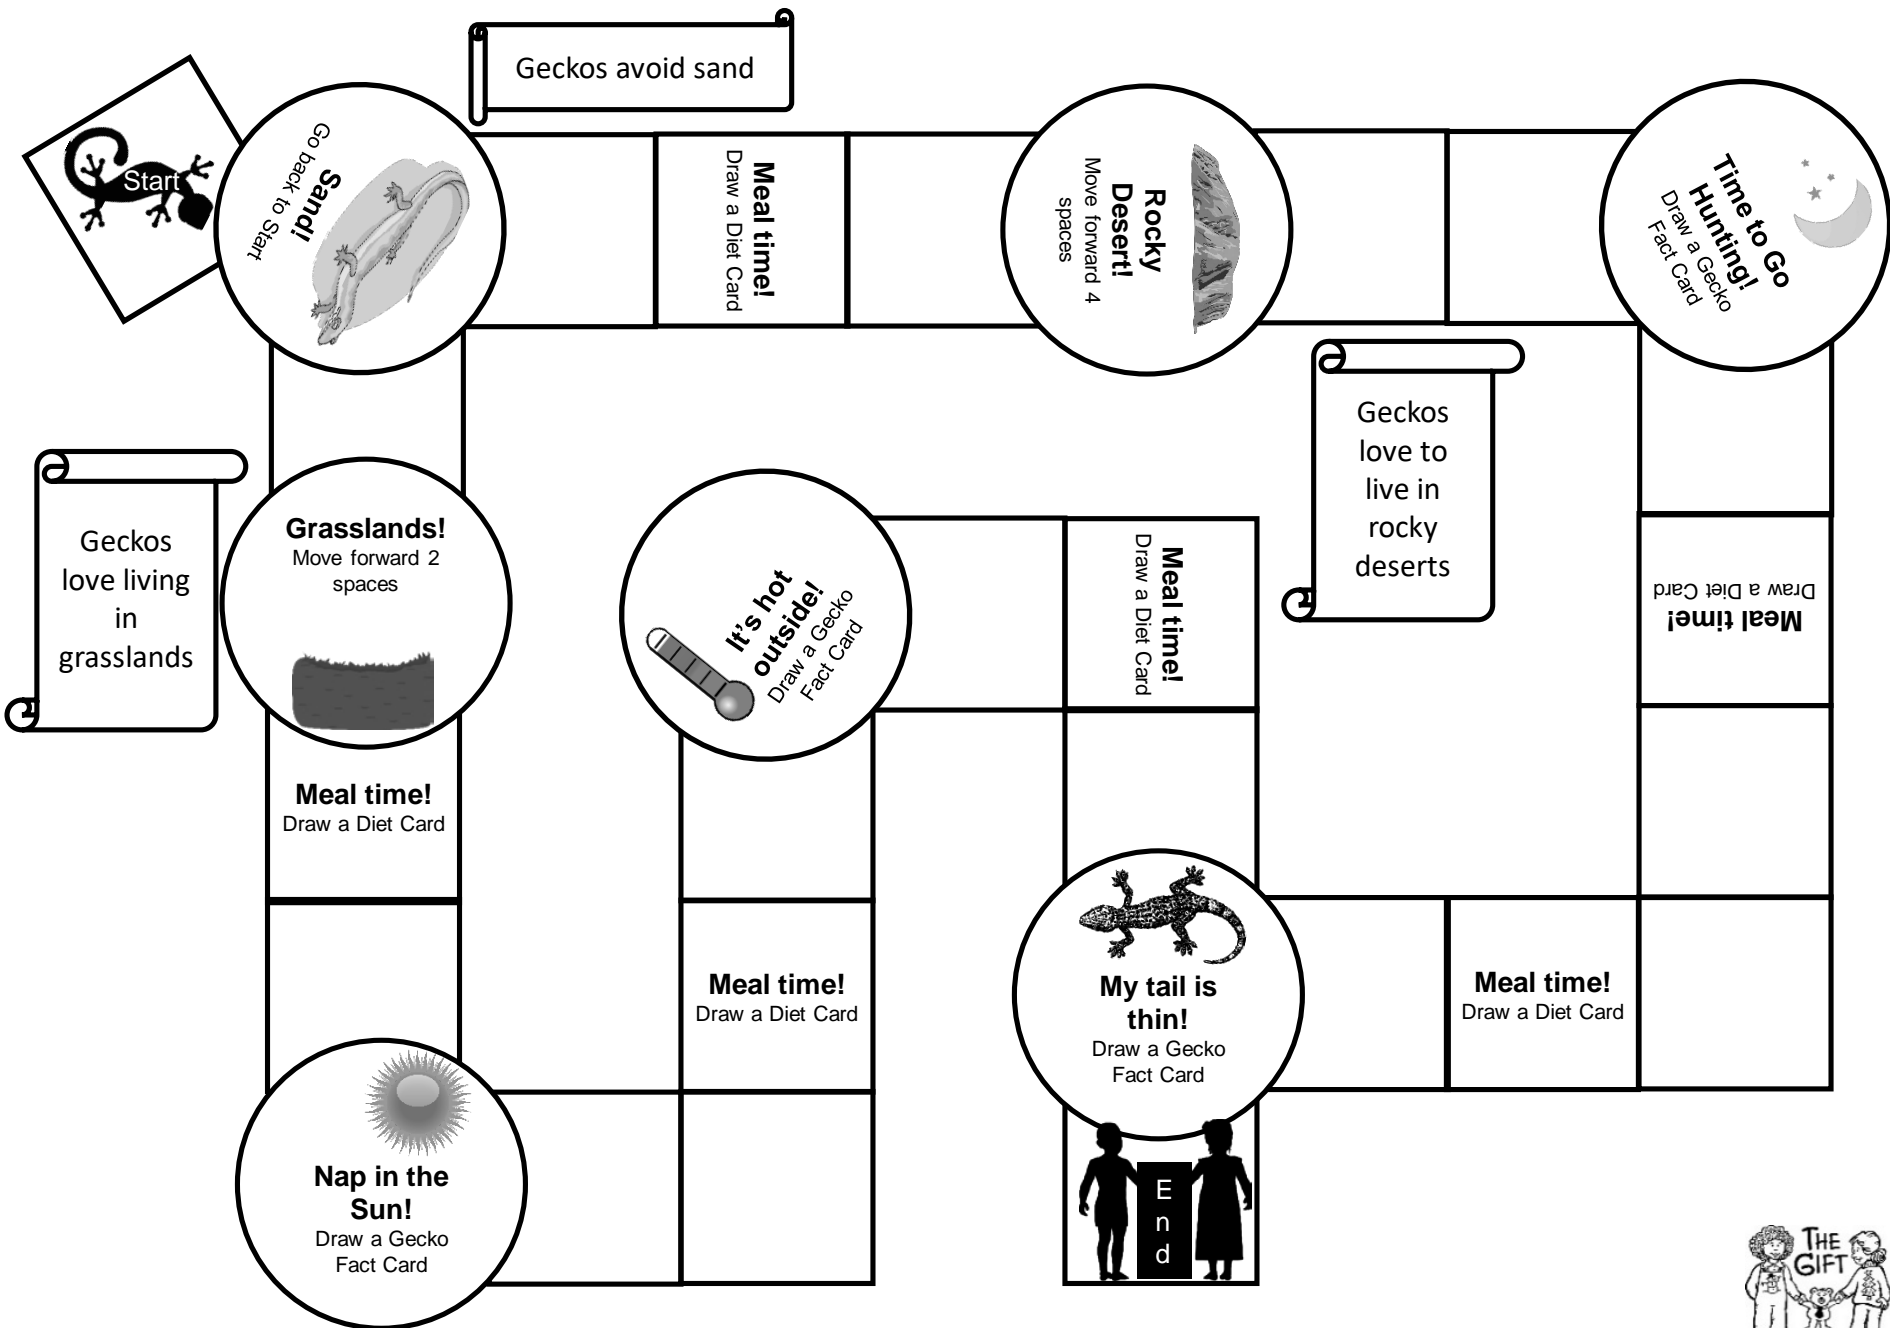 Geckos avoid sand
Start
Sand!
Go back to Start
Meal time!
Draw a Diet Card
Rocky
Desert!
Move forward 4
spaces
Time to Go
Hunting!
Draw a Gecko
Fact Card
Geckos
love to
live in
rocky
deserts
Meal time!
Draw a Diet Card
Geckos
love living
in
grasslands
Grasslands!
Move forward 2
spaces
It's hot
outside!
Draw a Gecko
Fact Card
Meal time!
Draw a Diet Card
Meal time!
Draw a Diet Card
Meal time!
Draw a Diet Card
My tail is
thin!
Draw a Gecko
Fact Card
Meal time!
Draw a Diet Card
Nap in the
Sun!
Draw a Gecko
Fact Card
End
THE
GIFT